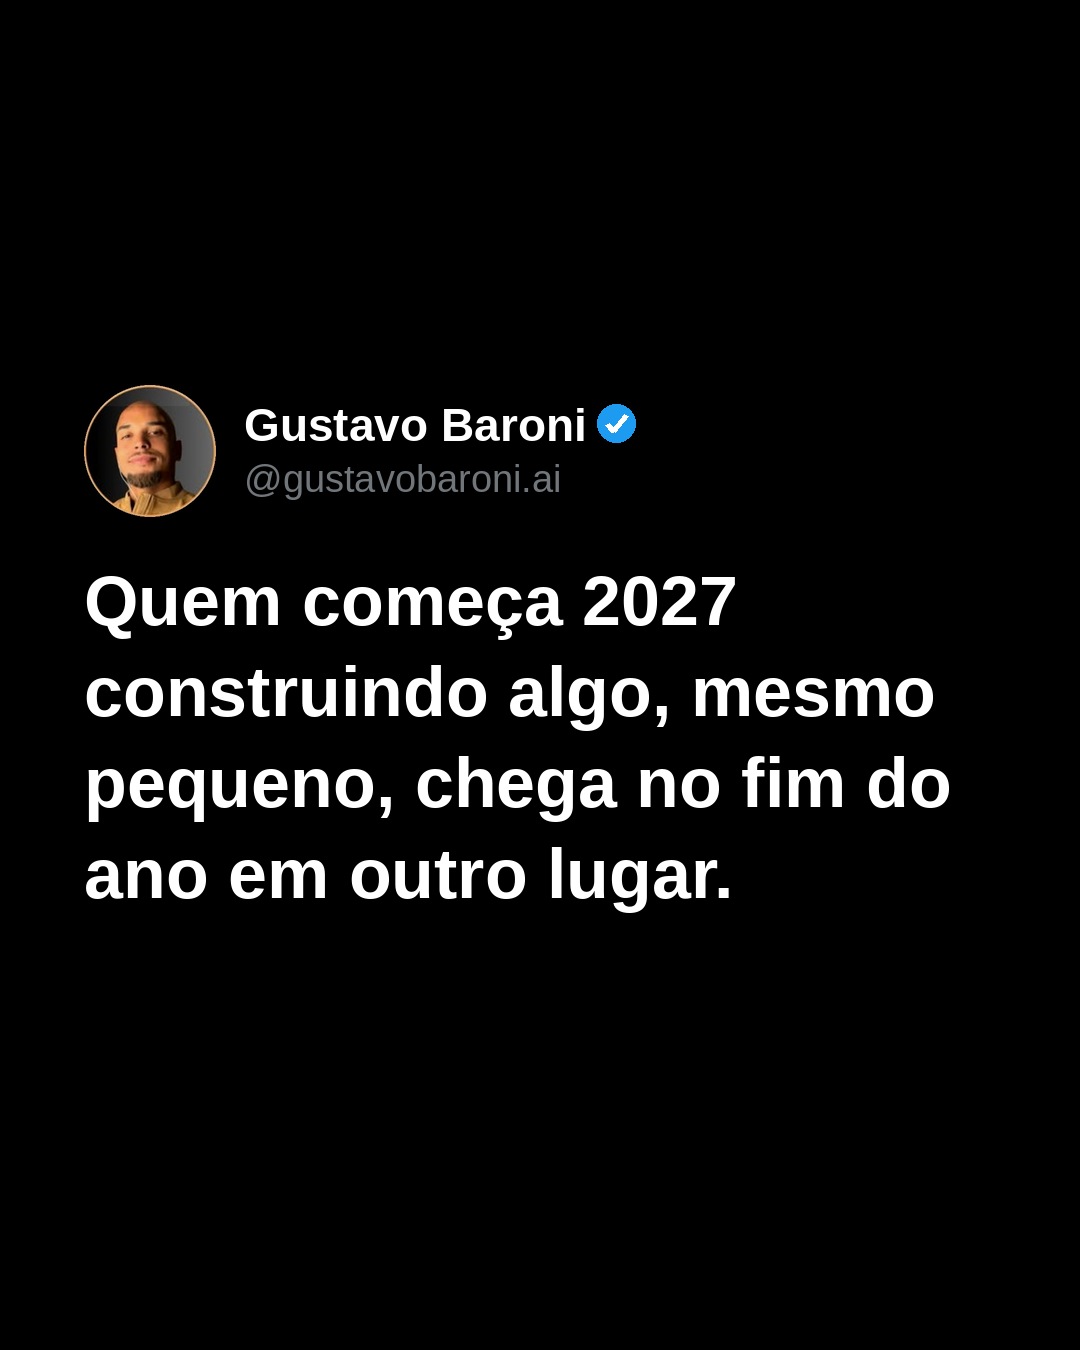 Gustavo Baroni
@gustavobaroni.ai
Quem começa 2027
construindo algo, mesmo
pequeno, chega no fim do
ano em outro lugar.